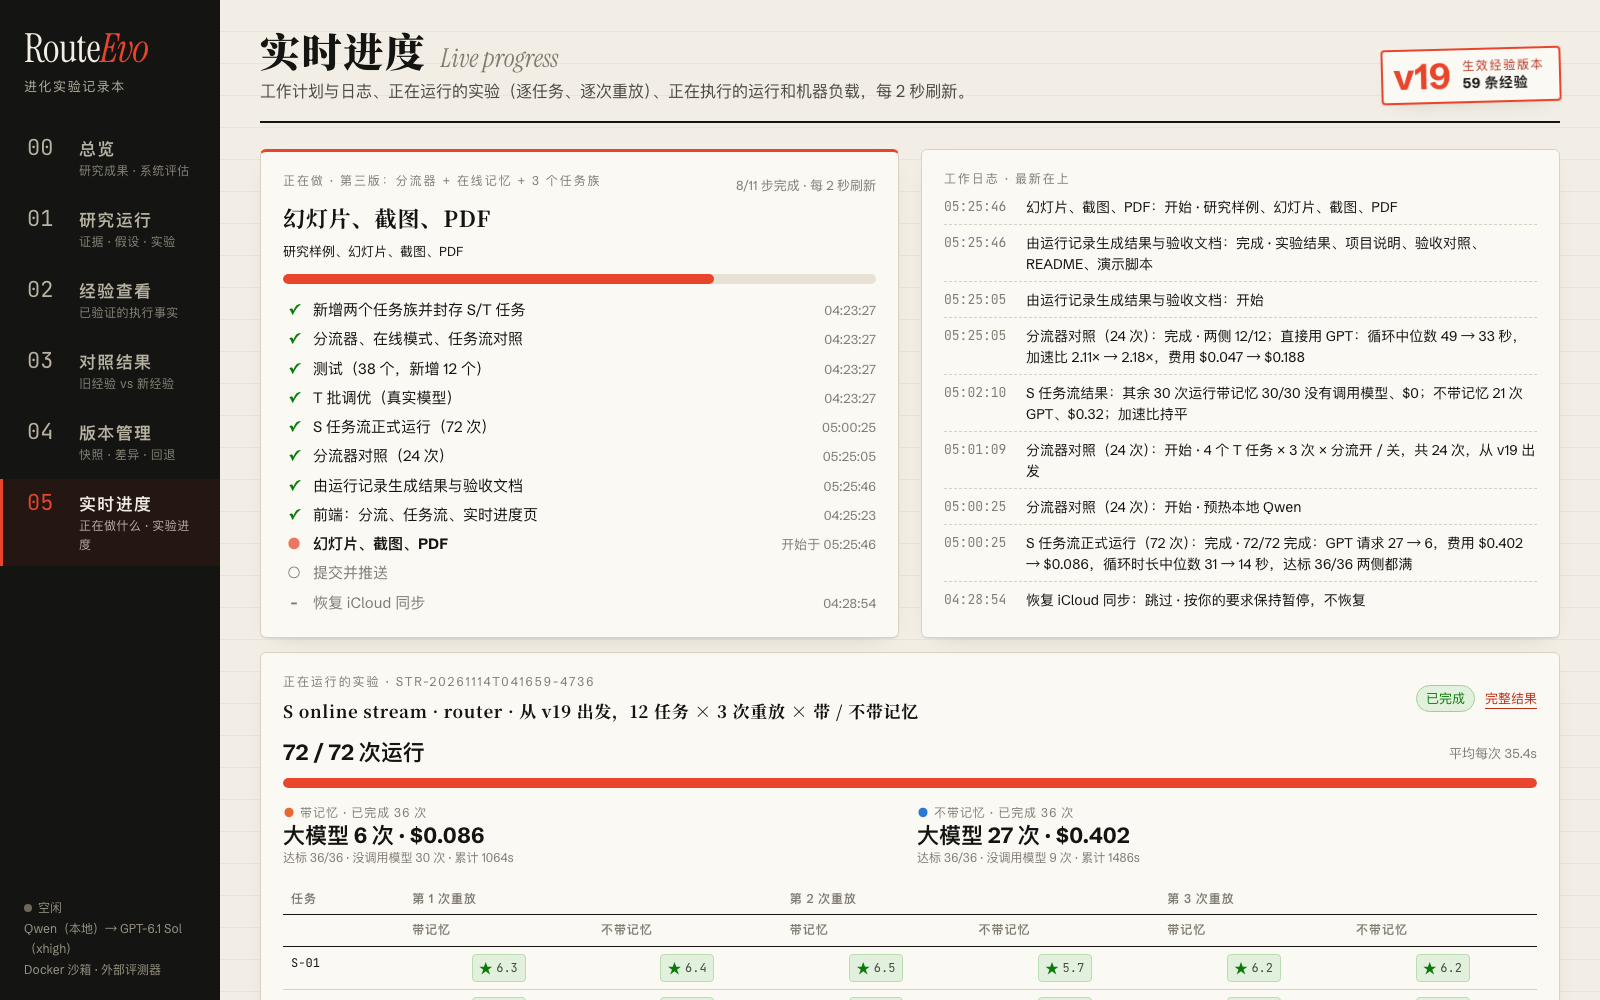 RouteEvo
进化实验记录本
00 总览
研究成果 · 系统评估
01 研究运行
证据 · 假设 · 实验
02 经验查看
已验证的执行事实
03 对照结果
旧经验 vs 新经验
04 版本管理
快照 · 差异 · 回退
05 实时进度
正在做什么 · 实验进
度
空闲
Qwen（本地）→ GPT-6.1 Sol
（xhigh）
Docker 沙箱 · 外部评测器
实时进度 Live progress
工作计划与日志、正在运行的实验（逐任务、逐次重放）、正在执行的运行和机器负载，每 2 秒刷新。
v19 生效经验版本
59 条经验
正在做 · 第三版：分流器 + 在线记忆 + 3 个任务族
8/11 步完成 · 每 2 秒刷新
幻灯片、截图、PDF
研究样例、幻灯片、截图、PDF
✓ 新增两个任务族并封存 S/T 任务 04:23:27
✓ 分流器、在线模式、任务流对照 04:23:27
✓ 测试（38 个，新增 12 个） 04:23:27
✓ T 批调优（真实模型） 04:23:27
✓ S 任务流正式运行（72 次） 05:00:25
✓ 分流器对照（24 次） 05:25:05
✓ 由运行记录生成结果与验收文档 05:25:46
✓ 前端：分流、任务流、实时进度页 04:25:23
幻灯片、截图、PDF 开始于 05:25:46
提交并推送
- 恢复 iCloud 同步 04:28:54
工作日志 · 最新在上
05:25:46 幻灯片、截图、PDF：开始 · 研究样例、幻灯片、截图、PDF
05:25:46 由运行记录生成结果与验收文档：完成 · 实验结果、项目说明、验收对照、
README、演示脚本
05:25:05 由运行记录生成结果与验收文档：开始
05:25:05 分流器对照（24 次）：完成 · 两侧 12/12；直接用 GPT：循环中位数 49 → 33 秒，
加速比 2.11× → 2.18×，费用 $0.047 → $0.188
05:02:10 S 任务流结果：其余 30 次运行带记忆 30/30 没有调用模型、$0；不带记忆 21 次
GPT、$0.32；加速比持平
05:01:09 分流器对照（24 次）：开始 · 4 个 T 任务 × 3 次 × 分流开 / 关，共 24 次，从 v19 出
发
05:00:25 分流器对照（24 次）：开始 · 预热本地 Qwen
05:00:25 S 任务流正式运行（72 次）：完成 · 72/72 完成：GPT 请求 27 → 6，费用 $0.402
→ $0.086，循环时长中位数 31 → 14 秒，达标 36/36 两侧都满
04:28:54 恢复 iCloud 同步：跳过 · 按你的要求保持暂停，不恢复
正在运行的实验 · STR-20261114T041659-4736
S online stream · router · 从 v19 出发，12 任务 × 3 次重放 × 带 / 不带记忆
已完成 完整结果
72 / 72 次运行
平均每次 35.4s
带记忆 · 已完成 36 次
大模型 6 次 · $0.086
达标 36/36 · 没调用模型 30 次 · 累计 1064s
不带记忆 · 已完成 36 次
大模型 27 次 · $0.402
达标 36/36 · 没调用模型 9 次 · 累计 1486s
任务 第 1 次重放 第 2 次重放 第 3 次重放
带记忆 不带记忆 带记忆 不带记忆 带记忆 不带记忆
S-01 ★ 6.3 ★ 6.4 ★ 6.5 ★ 5.7 ★ 6.2 ★ 6.2